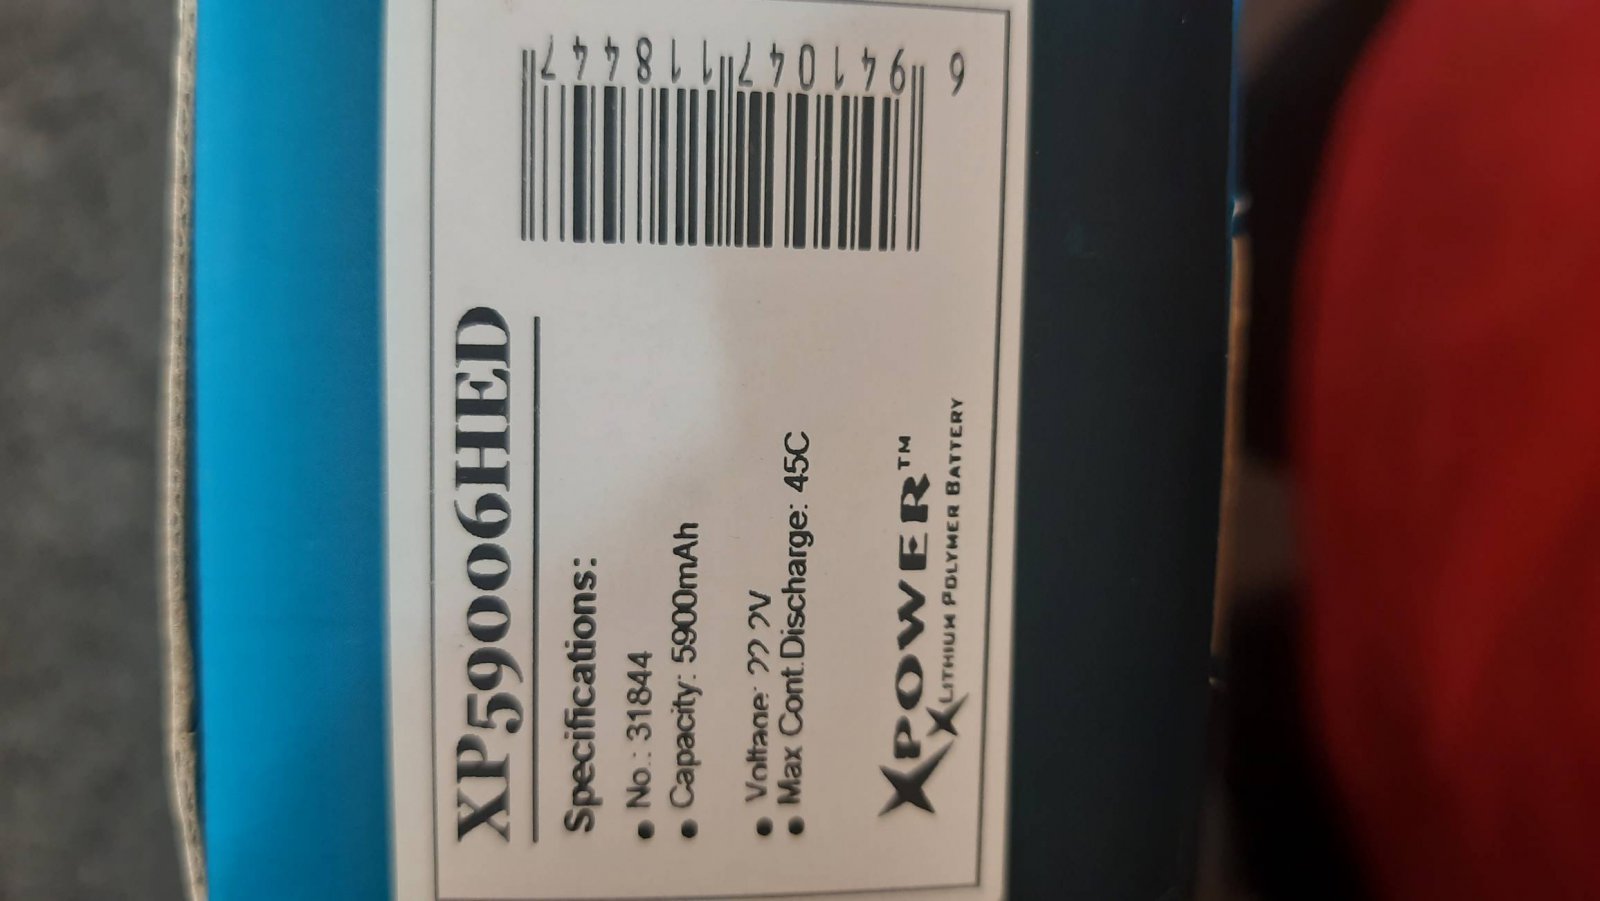 XP59006HED
Specifications:
• No.: 31844
• Capacity: 5900mAh
• Voltage: 22.2V
• Max Cont.Discharge: 45C
XPOWER™
X LITHIUM POLYMER BATTERY
6 941047 118447